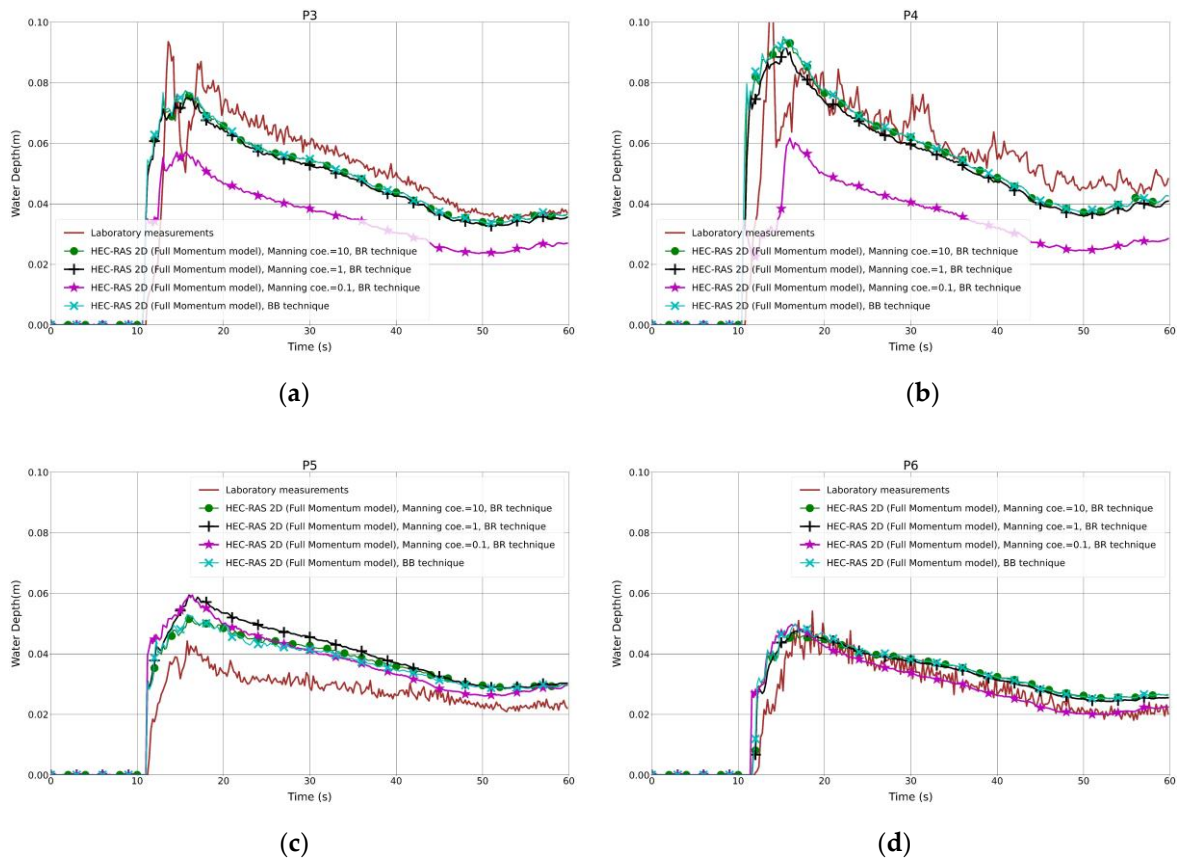 P3
0.10
0.08
0.06
0.04
0.02
0.00
Water Depth(m)
Laboratory measurements
HEC-RAS 2D (Full Momentum model), Manning coe.=10, BR technique
HEC-RAS 2D (Full Momentum model), Manning coe.=1, BR technique
HEC-RAS 2D (Full Momentum model), Manning coe.=0.1, BR technique
HEC-RAS 2D (Full Momentum model), BB technique
0 10 20 30 40 50 60
Time (s)
(a)
P4
0.10
0.08
0.06
0.04
0.02
0.00
Water Depth(m)
Laboratory measurements
HEC-RAS 2D (Full Momentum model), Manning coe.=10, BR technique
HEC-RAS 2D (Full Momentum model), Manning coe.=1, BR technique
HEC-RAS 2D (Full Momentum model), Manning coe.=0.1, BR technique
HEC-RAS 2D (Full Momentum model), BB technique
0 10 20 30 40 50 60
Time (s)
(b)
P5
0.10
0.08
0.06
0.04
0.02
0.00
Water Depth(m)
Laboratory measurements
HEC-RAS 2D (Full Momentum model), Manning coe.=10, BR technique
HEC-RAS 2D (Full Momentum model), Manning coe.=1, BR technique
HEC-RAS 2D (Full Momentum model), Manning coe.=0.1, BR technique
HEC-RAS 2D (Full Momentum model), BB technique
0 10 20 30 40 50 60
Time (s)
(c)
P6
0.10
0.08
0.06
0.04
0.02
0.00
Water Depth(m)
Laboratory measurements
HEC-RAS 2D (Full Momentum model), Manning coe.=10, BR technique
HEC-RAS 2D (Full Momentum model), Manning coe.=1, BR technique
HEC-RAS 2D (Full Momentum model), Manning coe.=0.1, BR technique
HEC-RAS 2D (Full Momentum model), BB technique
0 10 20 30 40 50 60
Time (s)
(d)